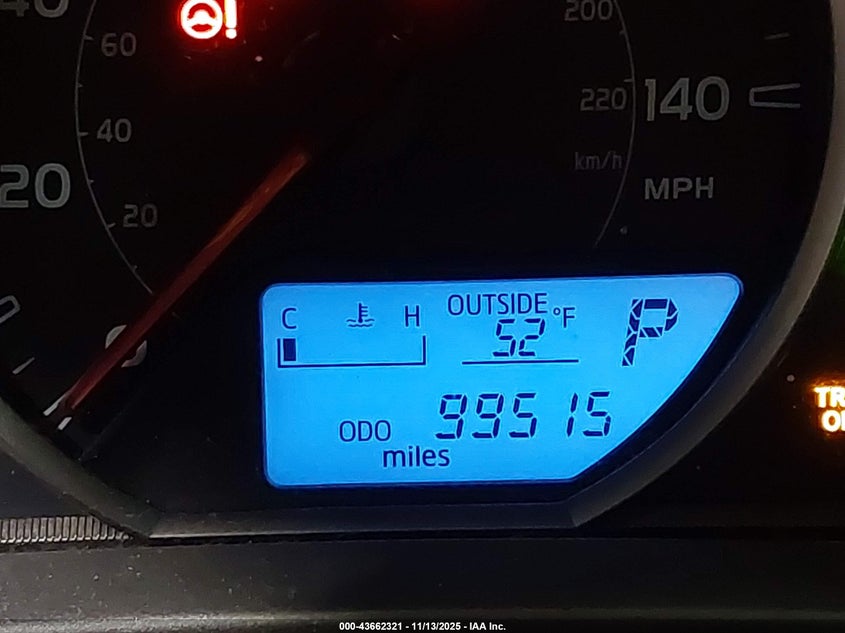 60
200
40
220
140
km/h
20
MPH
20
0
C
H
OUTSIDE °F
52
P
ODO
99515
miles
000-43662321 - 11/13/2025 - IAA Inc.